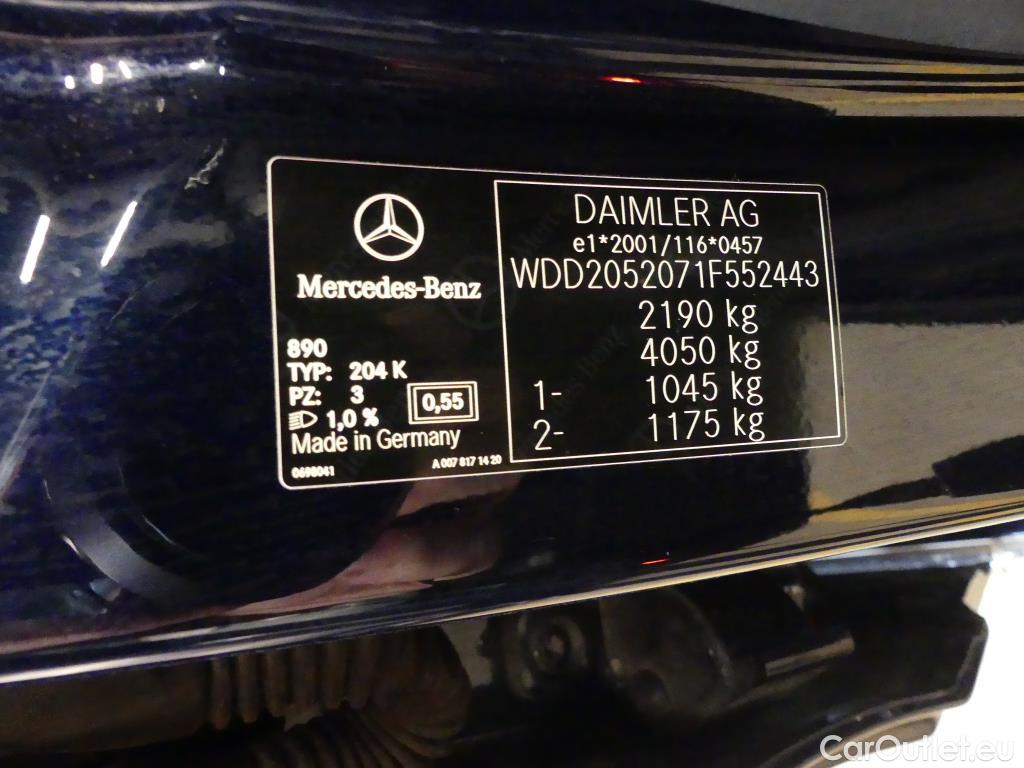 Mercedes-Benz
890
TYP: 204 K
PZ: 3
1,0 %
0,55
Made in Germany
0698041
A 007 817 14 20
DAIMLER AG
e1*2001/116*0457
WDD2052071F552443
2190 kg
4050 kg
1- 1045 kg
2- 1175 kg
CarOutlet.eu